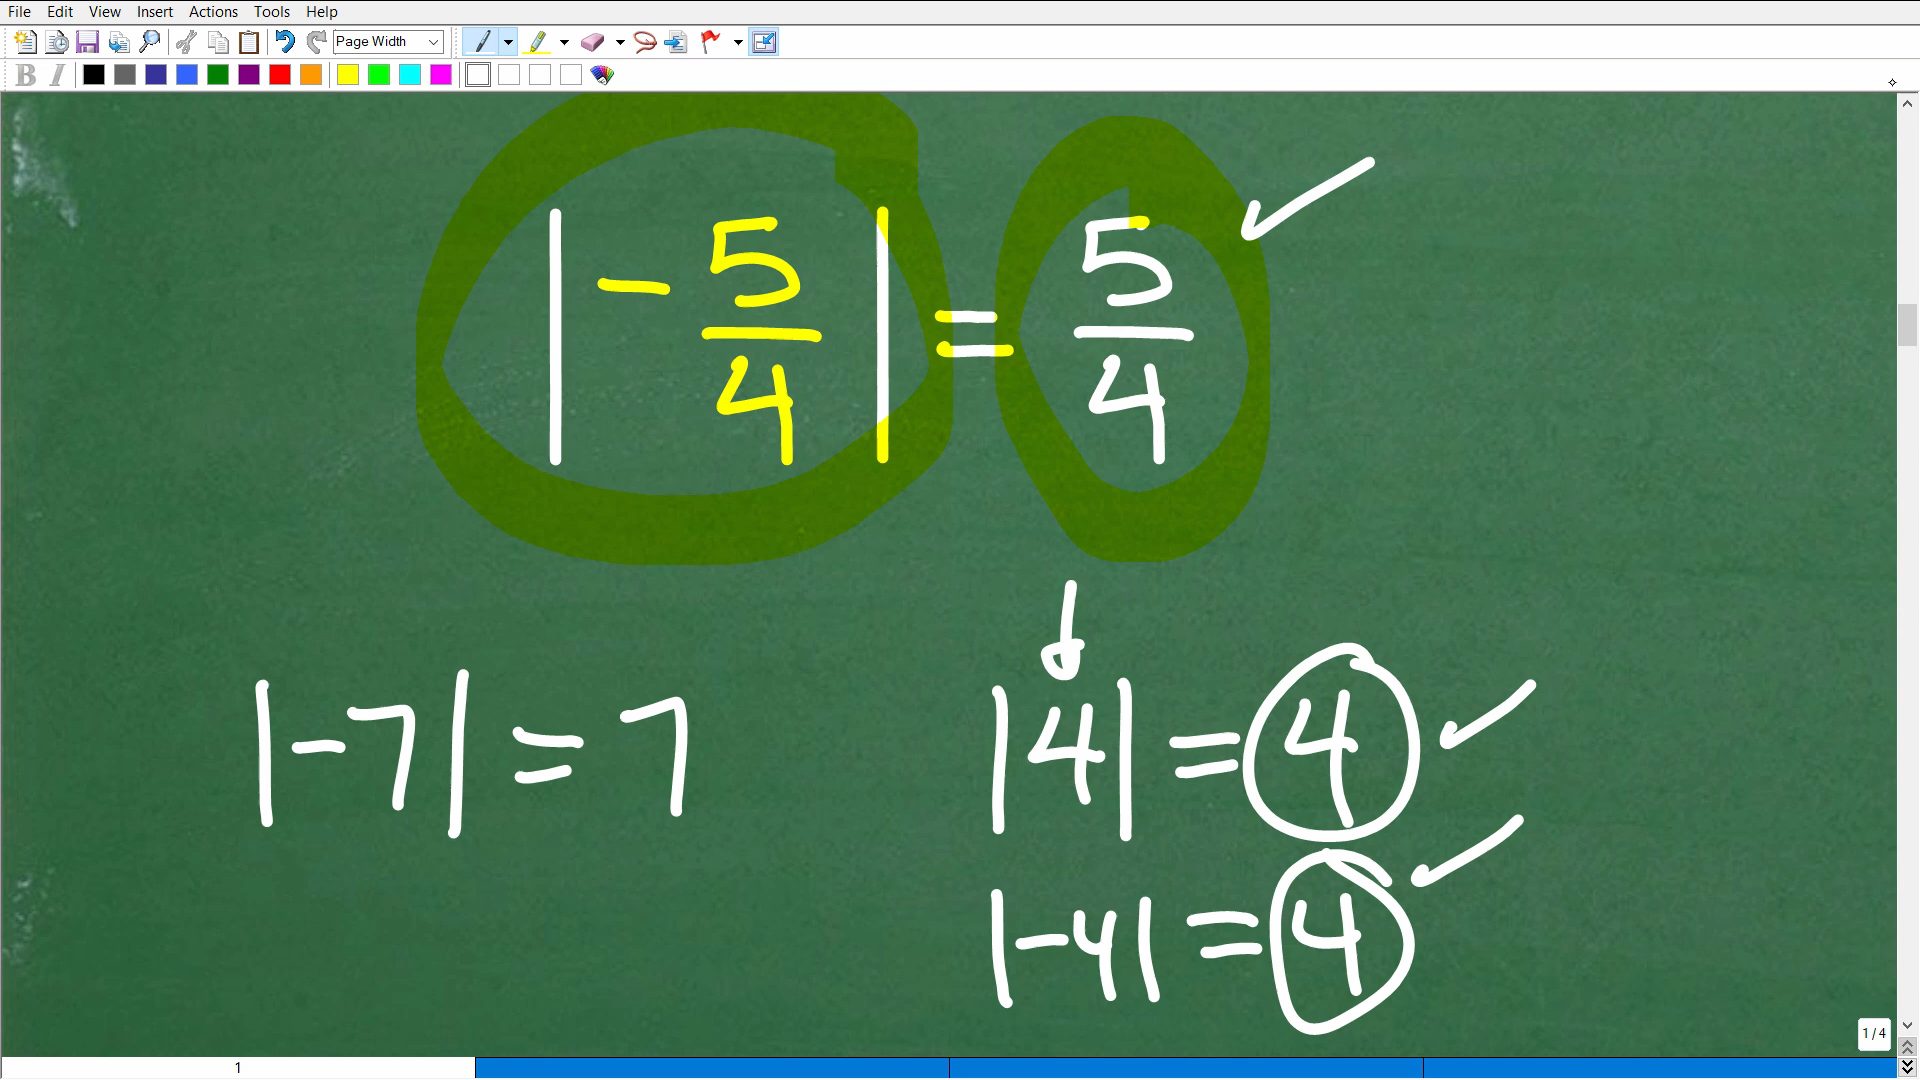 File Edit View Insert Actions Tools Help
Page Width
B I
|-5/4| = 5/4
|-7| = 7
|4| = 4
|-4| = 4
1 / 4
1